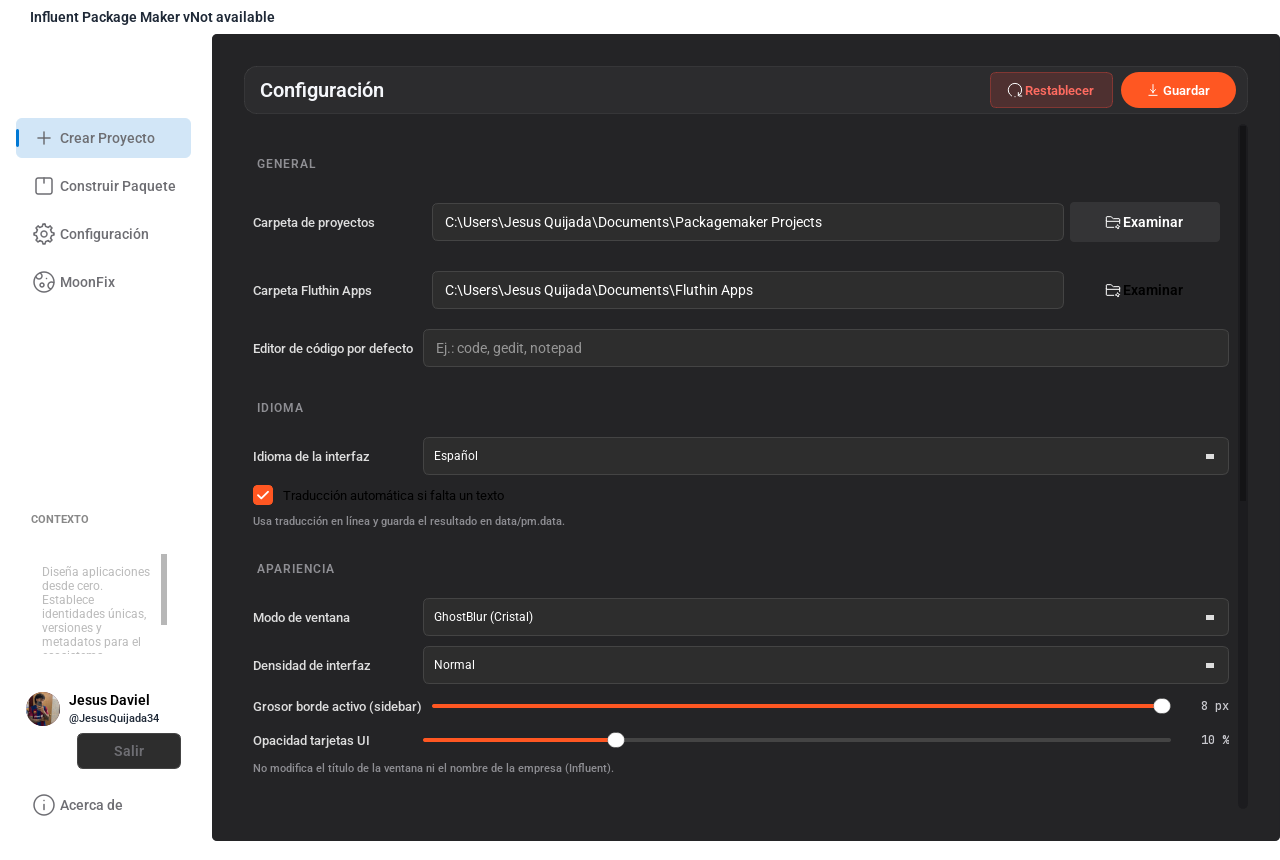 Influent Package Maker vNot available
Crear Proyecto
Construir Paquete
Configuración
MoonFix
CONTEXTO
Diseña aplicaciones
desde cero.
Establece
identidades únicas,
versiones y
metadatos para el
Jesus Daviel
@JesusQuijada34
Salir
Acerca de
Configuración
Restablecer
Guardar
GENERAL
Carpeta de proyectos
C:\Users\Jesus Quijada\Documents\Packagemaker Projects
Examinar
Carpeta Fluthin Apps
C:\Users\Jesus Quijada\Documents\Fluthin Apps
Examinar
Editor de código por defecto
Ej.: code, gedit, notepad
IDIOMA
Idioma de la interfaz
Español
Traducción automática si falta un texto
Usa traducción en línea y guarda el resultado en data/pm.data.
APARIENCIA
Modo de ventana
GhostBlur (Cristal)
Densidad de interfaz
Normal
Grosor borde activo (sidebar)
8 px
Opacidad tarjetas UI
10 %
No modifica el título de la ventana ni el nombre de la empresa (Influent).